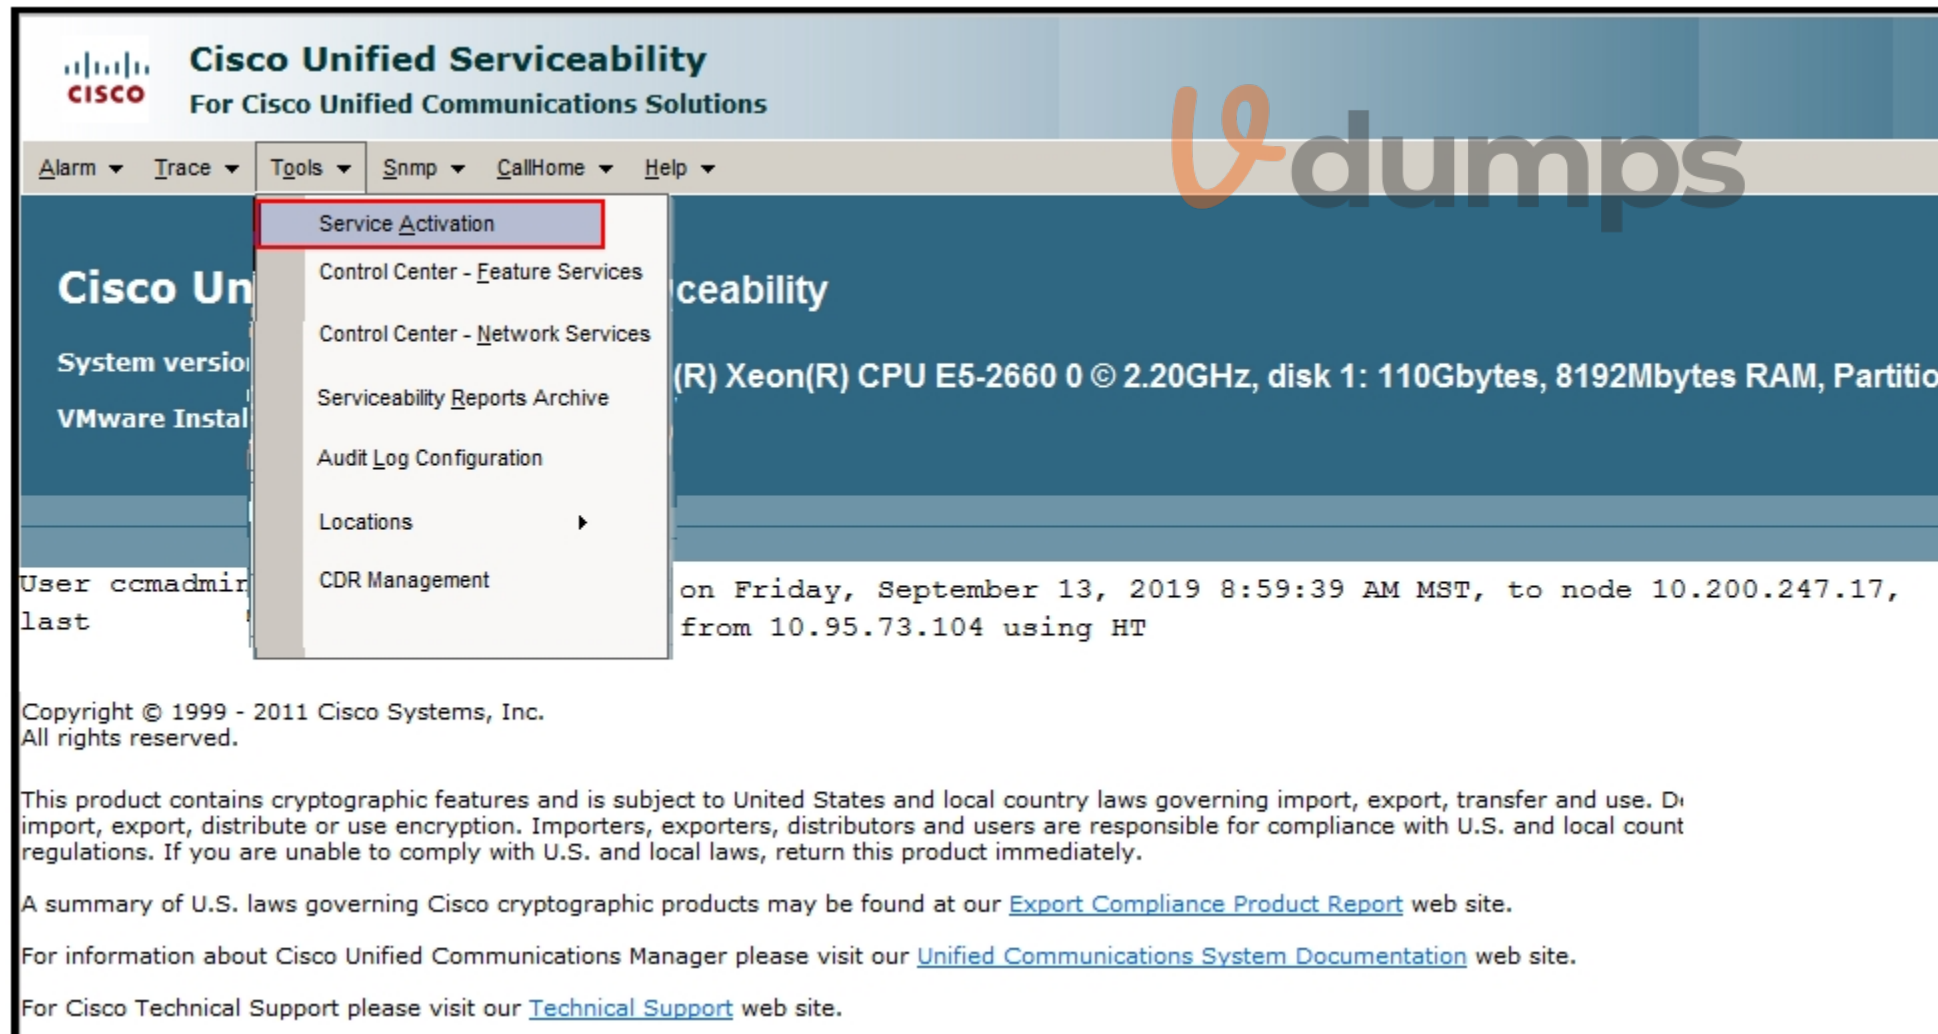 CISCO
Cisco Unified Serviceability
For Cisco Unified Communications Solutions
Vdumps
Alarm Trace Tools Snmp CallHome Help
Service Activation
Control Center - Feature Services
Cisco Un ceability
Control Center - Network Services
System versio (R) Xeon(R) CPU E5-2660 0 © 2.20GHz, disk 1: 110Gbytes, 8192Mbytes RAM, Partitio
Serviceability Reports Archive
VMware Instal
Audit Log Configuration
Locations
CDR Management
User ccmadmin on Friday, September 13, 2019 8:59:39 AM MST, to node 10.200.247.17,
last from 10.95.73.104 using HT
Copyright © 1999 - 2011 Cisco Systems, Inc.
All rights reserved.
This product contains cryptographic features and is subject to United States and local country laws governing import, export, transfer and use. D
import, export, distribute or use encryption. Importers, exporters, distributors and users are responsible for compliance with U.S. and local count
regulations. If you are unable to comply with U.S. and local laws, return this product immediately.
A summary of U.S. laws governing Cisco cryptographic products may be found at our Export Compliance Product Report web site.
For information about Cisco Unified Communications Manager please visit our Unified Communications System Documentation web site.
For Cisco Technical Support please visit our Technical Support web site.